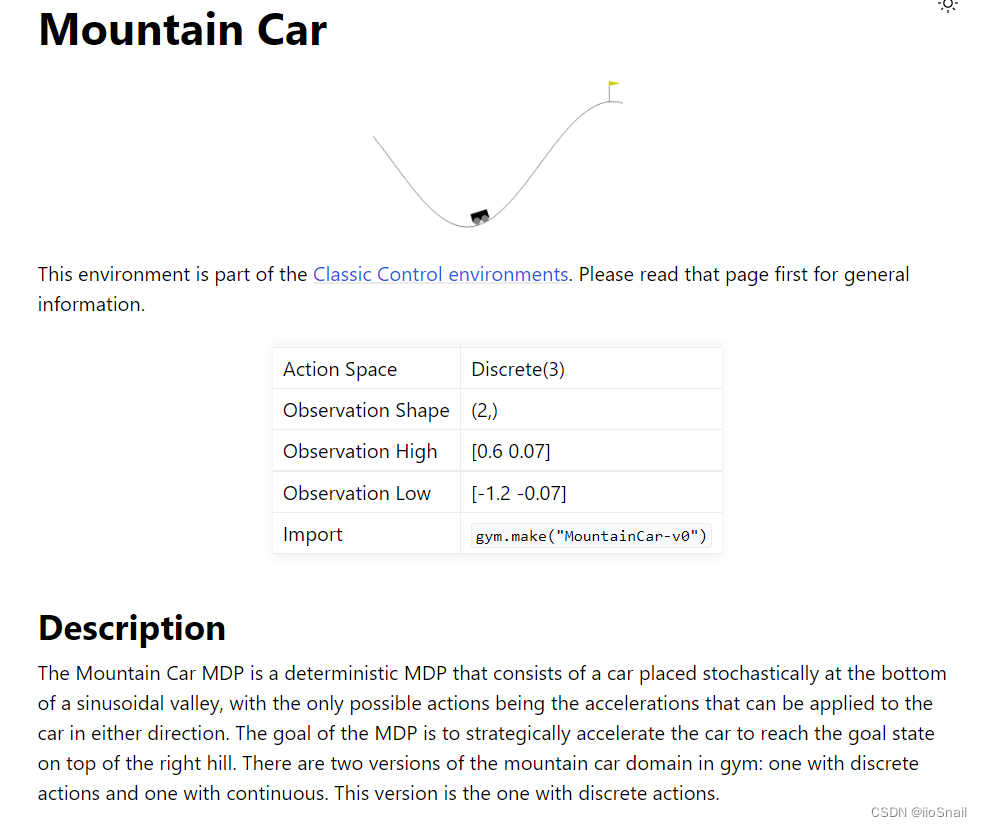 Mountain Car
This environment is part of the Classic Control environments. Please read that page first for general
information.
Action Space Discrete(3)
Observation Shape (2,)
Observation High [0.6 0.07]
Observation Low [-1.2 -0.07]
Import gym.make("MountainCar-v0")
Description
The Mountain Car MDP is a deterministic MDP that consists of a car placed stochastically at the bottom
of a sinusoidal valley, with the only possible actions being the accelerations that can be applied to the
car in either direction. The goal of the MDP is to strategically accelerate the car to reach the goal state
on top of the right hill. There are two versions of the mountain car domain in gym: one with discrete
actions and one with continuous. This version is the one with discrete actions.
CSDN @iioSnail